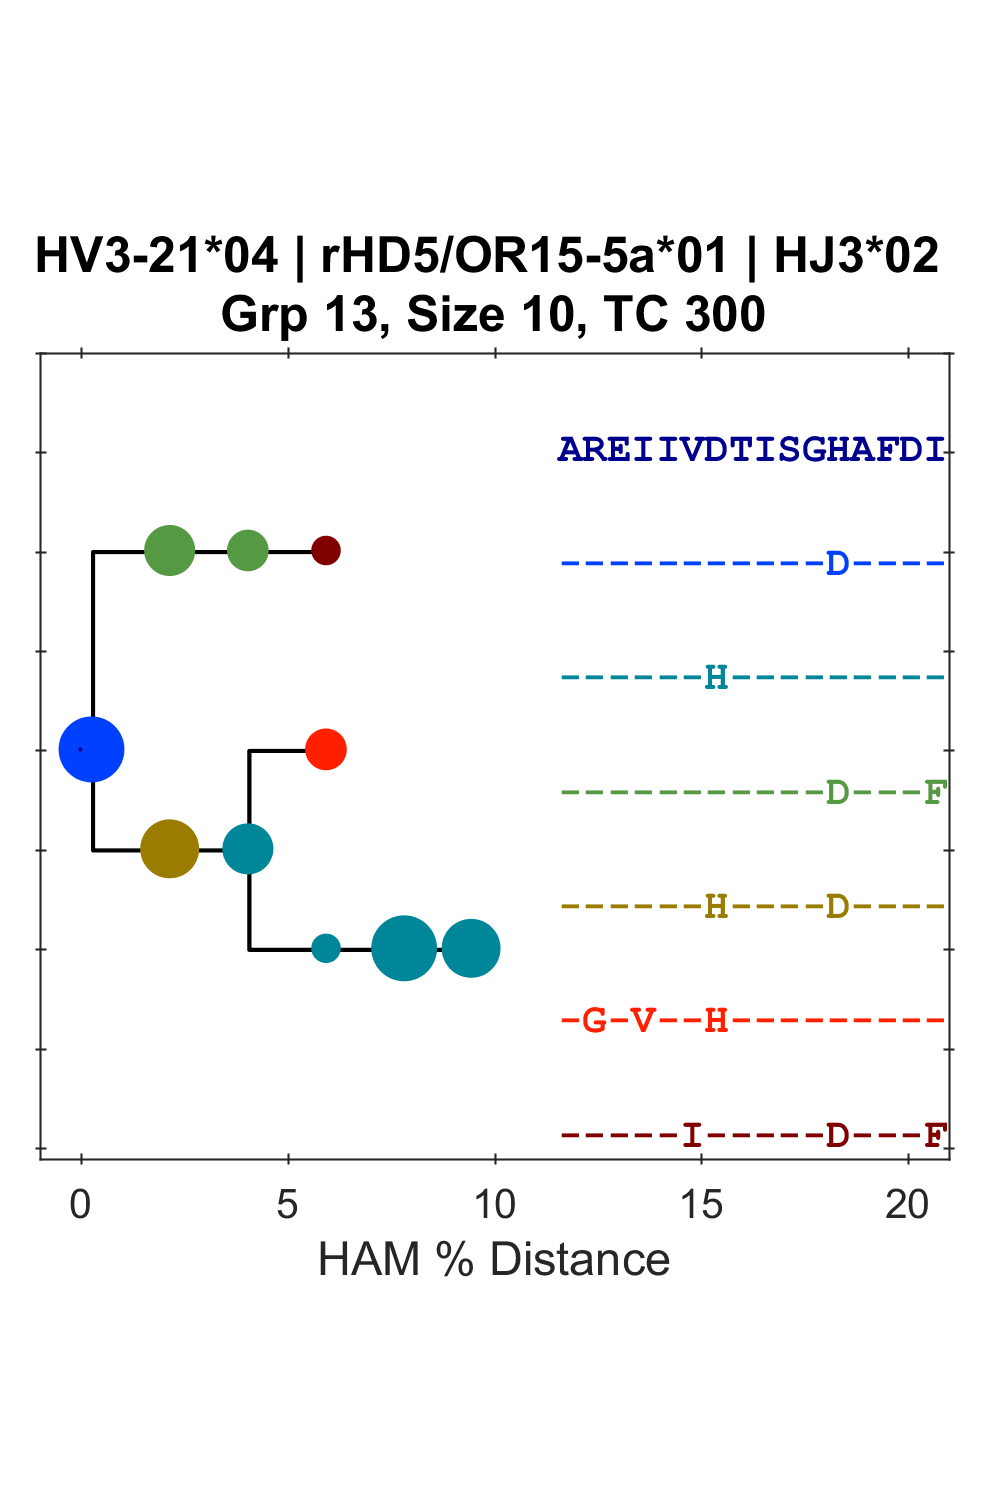 HV3-21*04 | rHD5/OR15-5a*01 | HJ3*02
Grp 13, Size 10, TC 300
AREIIVDTISGHAFDI
-----------D----
------H---------
-----------D---F
------H----D----
-G-V--H---------
-----I-----D---F
0 5 10 15 20
HAM % Distance